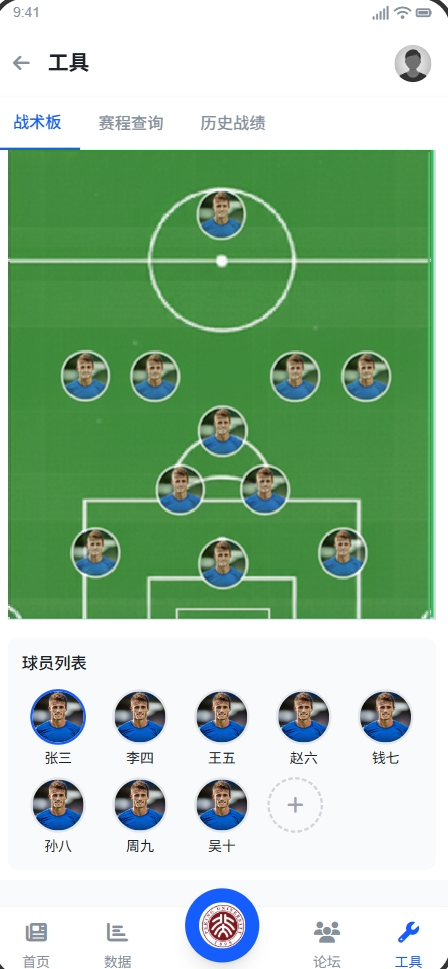 9:41
工具
战术板 赛程查询 历史战绩
球员列表
张三 李四 王五 赵六 钱七
孙八 周九 吴十
首页 数据 论坛 工具